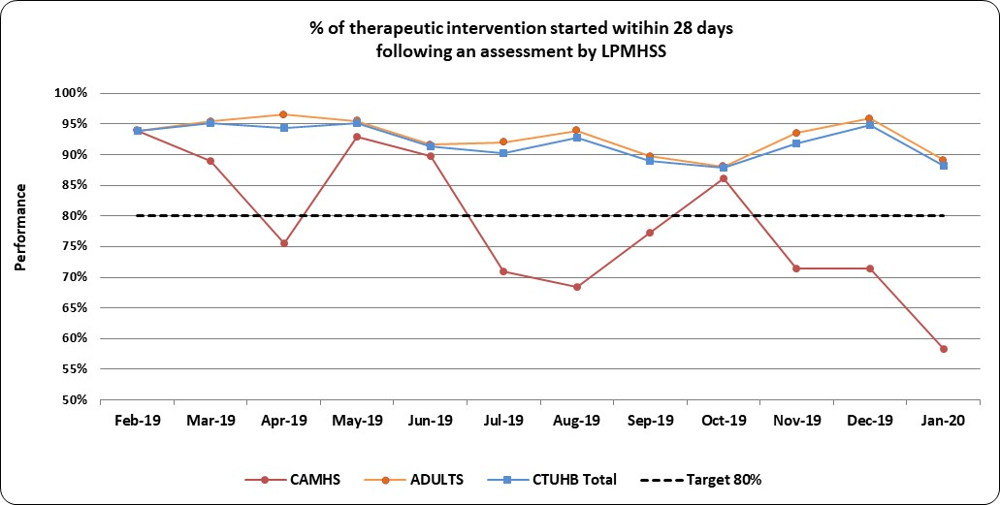 % of therapeutic intervention started witihin 28 days
following an assessment by LPMHSS
100%
95%
90%
85%
80%
75%
70%
65%
60%
55%
50%
Performance
Feb-19 Mar-19 Apr-19 May-19 Jun-19 Jul-19 Aug-19 Sep-19 Oct-19 Nov-19 Dec-19 Jan-20
CAMHS ADULTS CTUHB Total Target 80%